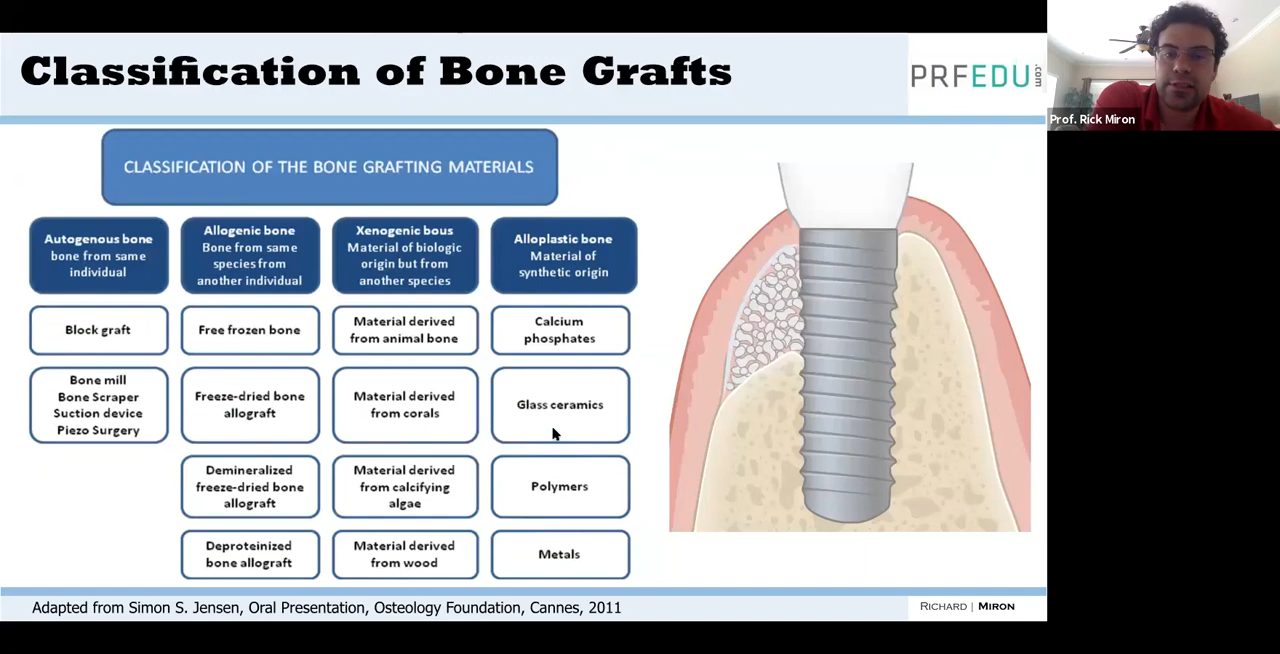 Classification of Bone Grafts
PRFEDU
.com
Prof. Rick Miron
CLASSIFICATION OF THE BONE GRAFTING MATERIALS
Autogenous bone
bone from same
individual
Block graft
Bone mill
Bone Scraper
Suction device
Piezo Surgery
Allogenic bone
Bone from same
species from
another individual
Free frozen bone
Freeze-dried bone
allograft
Demineralized
freeze-dried bone
allograft
Deproteinized
bone allograft
Xenogenic bous
Material of biologic
origin but from
another species
Material derived
from animal bone
Material derived
from corals
Material derived
from calcifying
algae
Material derived
from wood
Alloplastic bone
Material of
synthetic origin
Calcium
phosphates
Glass ceramics
Polymers
Metals
Adapted from Simon S. Jensen, Oral Presentation, Osteology Foundation, Cannes, 2011
RICHARD | MIRON